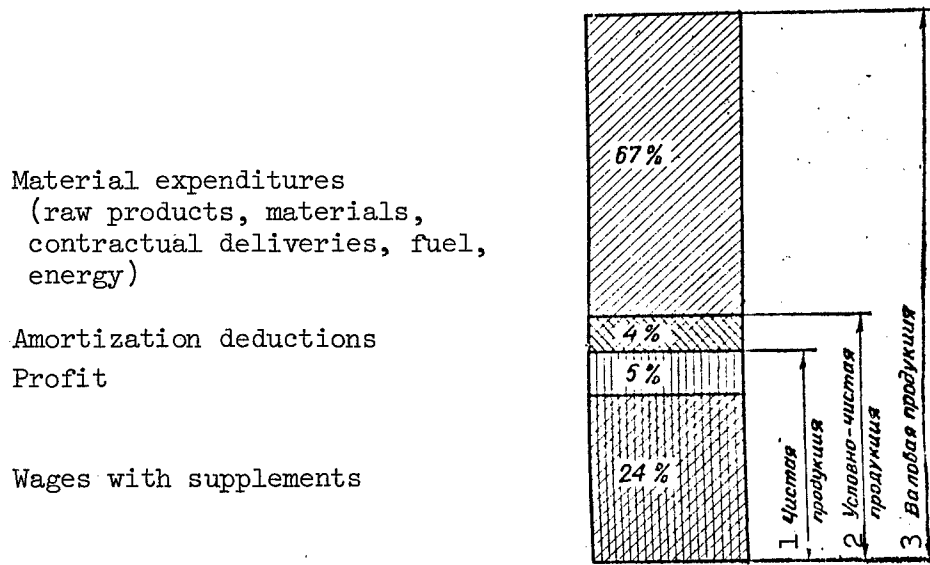 67 %
Material expenditures
(raw products, materials,
contractual deliveries, fuel,
energy)
Amortization deductions
4 %
Profit
5 %
Wages with supplements
24 %
1 Чистая
продукция
2 Условно-чистая
продукция
3 Валовая продукция